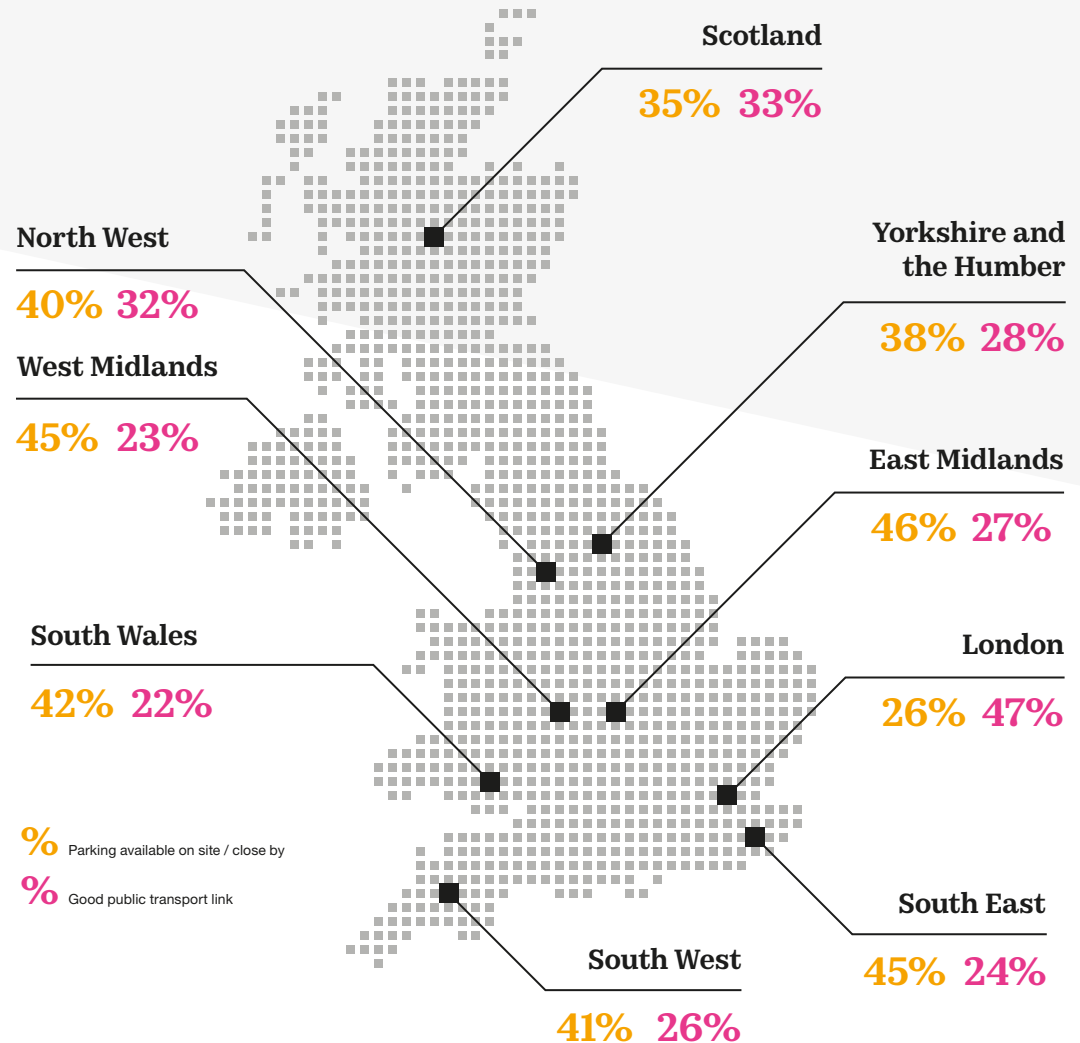 Scotland
35% 33%
North West
40% 32%
Yorkshire and
the Humber
38% 28%
West Midlands
45% 23%
East Midlands
46% 27%
South Wales
42% 22%
London
26% 47%
% Parking available on site / close by
% Good public transport link
South East
45% 24%
South West
41% 26%